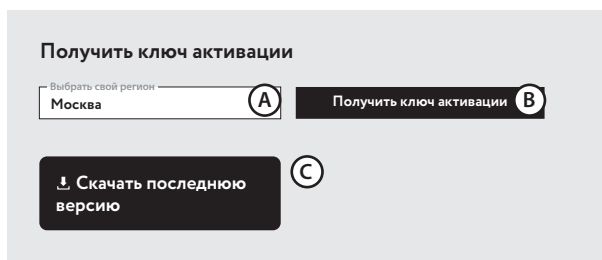 Получить ключ активации
Выбрать свой регион
Москва
A
Получить ключ активации
B
Скачать последнюю
версию
C